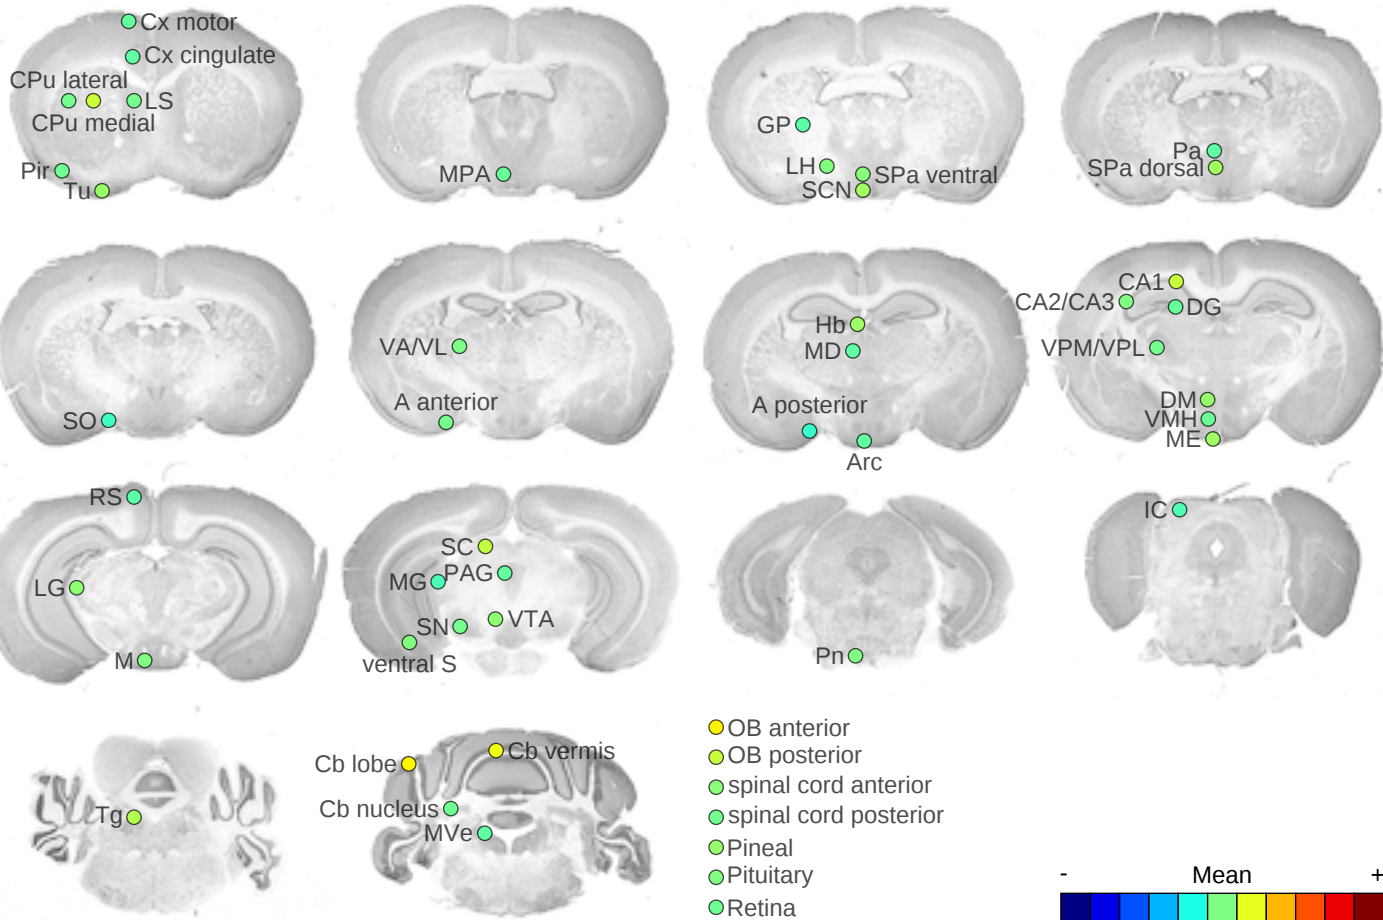 Cx motor
Cx cingulate
CPu lateral
LS
CPu medial
Pir
Tu
MPA
GP
LH
SPa ventral
SCN
Pa
SPa dorsal
SO
VA/VL
A anterior
Hb
MD
A posterior
Arc
CA1
CA2/CA3
DG
VPM/VPL
DM
VMH
ME
RS
LG
M
SC
MG
PAG
SN
VTA
ventral S
Pn
IC
Tg
Cb lobe
Cb vermis
Cb nucleus
MVe
OB anterior
OB posterior
spinal cord anterior
spinal cord posterior
Pineal
Pituitary
Retina
- Mean +